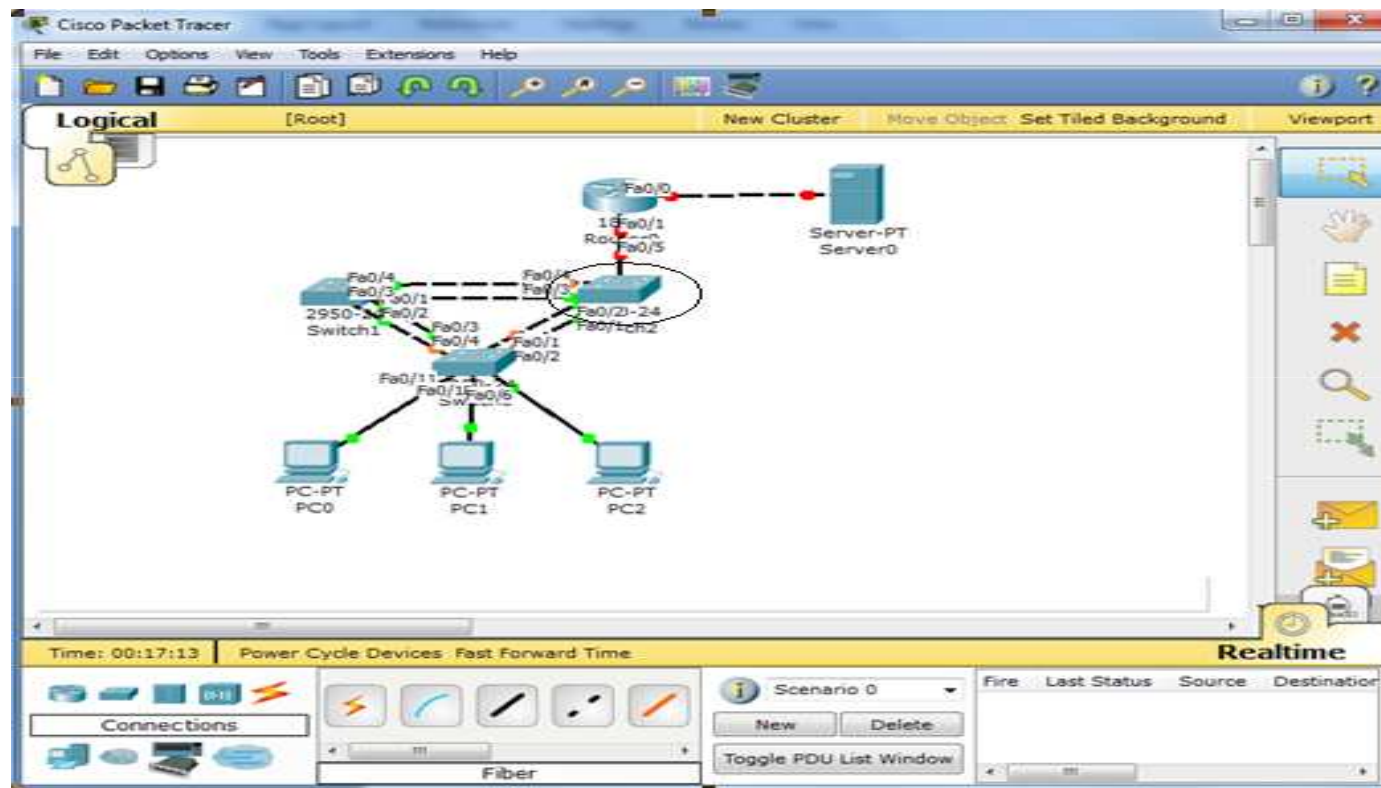 Cisco Packet Tracer
File Edit Options View Tools Extensions Help
Logical [Root] New Cluster Move Object Set Tiled Background Viewport
Fa0/0
Fa0/1
Server-PT
Fa0/5
Server0
Fa0/4
Fa0/3
Fa0/2
Switch1
Fa0/3
Fa0/4
Fa0/2
Fa0/1
Fa0/2
Fa0/11
PC-PT PC-PT PC-PT
PC0 PC1 PC2
Time: 00:17:13 Power Cycle Devices Fast Forward Time Realtime
Scenario 0 Fire Last Status Source Destination
Connections New Delete
Toggle PDU List Window
Fiber